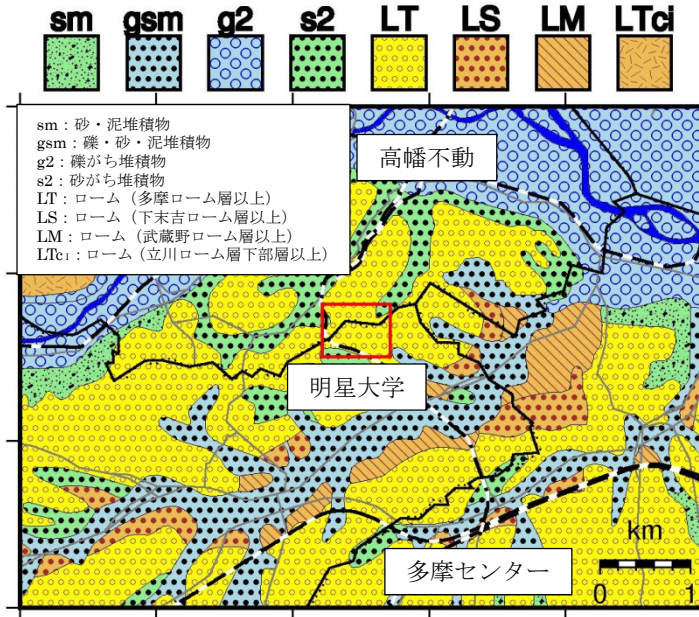 sm gsm g2 s2 LT LS LM LTci
sm：砂・泥堆積物
gsm：礫・砂・泥堆積物
g2：礫がち堆積物
s2：砂がち堆積物
LT：ローム（多摩ローム層以上）
LS：ローム（下末吉ローム層以上）
LM：ローム（武蔵野ローム層以上）
LTc₁：ローム（立川ローム層下部層以上）
高幡不動
明星大学
多摩センター
km
0 1